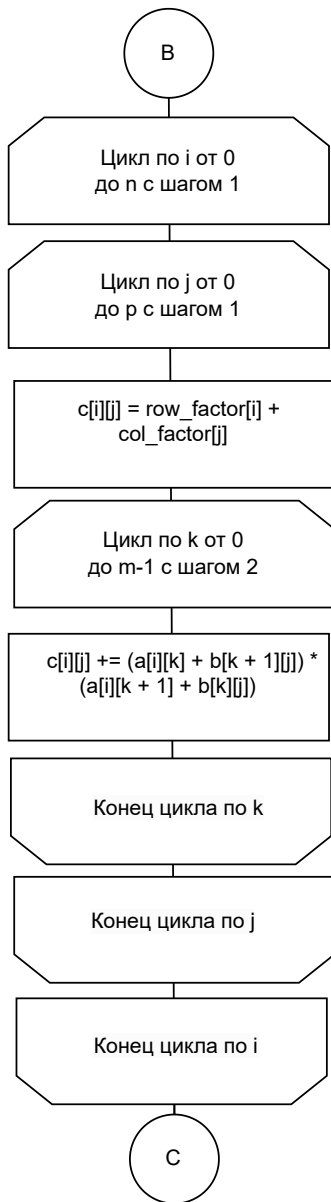 B
Цикл по i от 0
до n с шагом 1
Цикл по j от 0
до p с шагом 1
c[i][j] = row_factor[i] +
col_factor[j]
Цикл по k от 0
до m-1 с шагом 2
c[i][j] += (a[i][k] + b[k + 1][j]) *
(a[i][k + 1] + b[k][j])
Конец цикла по k
Конец цикла по j
Конец цикла по i
C